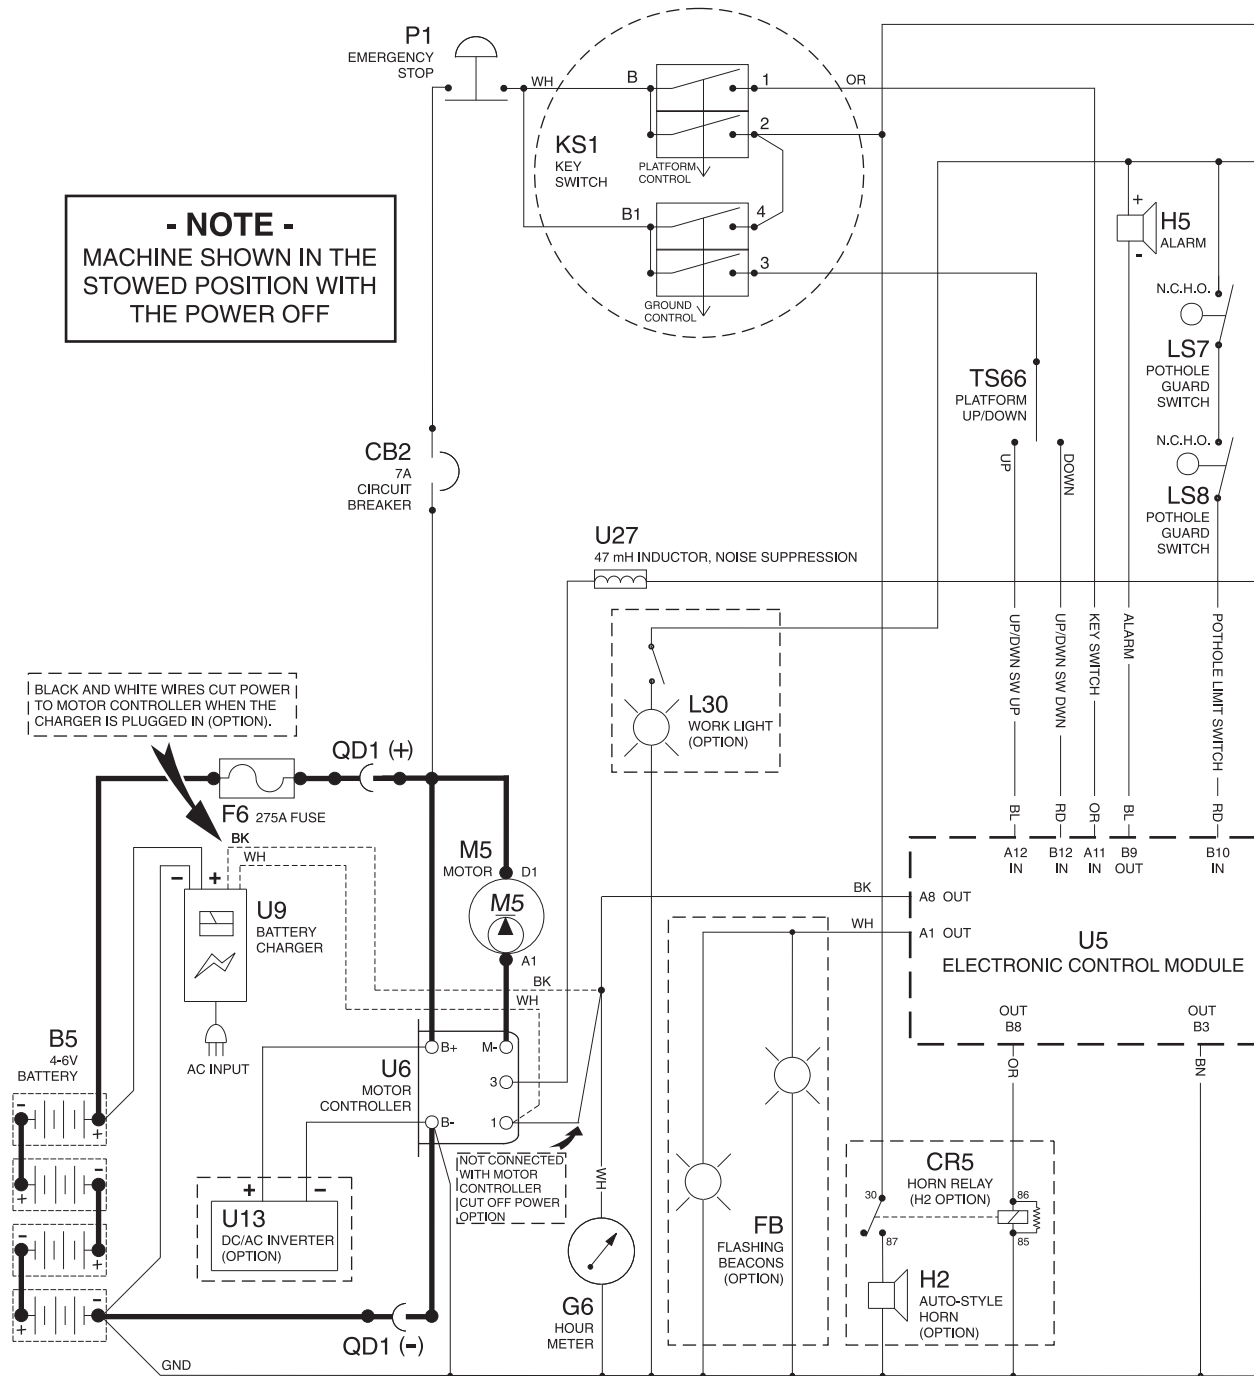 P1
EMERGENCY
STOP
WH
B
1
OR
2
KS1
KEY
SWITCH
PLATFORM
CONTROL
B1
4
3
GROUND
CONTROL
- NOTE -
MACHINE SHOWN IN THE
STOWED POSITION WITH
THE POWER OFF
+
H5
ALARM
-
N.C.H.O.
LS7
POTHOLE
GUARD
SWITCH
TS66
PLATFORM
UP/DOWN
UP
DOWN
N.C.H.O.
LS8
POTHOLE
GUARD
SWITCH
CB2
7A
CIRCUIT
BREAKER
U27
47 mH INDUCTOR, NOISE SUPPRESSION
UP/DWN SW UP
UP/DWN SW DWN
KEY SWITCH
ALARM
POTHOLE LIMIT SWITCH
L30
WORK LIGHT
(OPTION)
BLACK AND WHITE WIRES CUT POWER
TO MOTOR CONTROLLER WHEN THE
CHARGER IS PLUGGED IN (OPTION).
QD1 (+)
F6 275A FUSE
BK
WH
BL
RD
OR
BL
RD
A12
IN
B12
IN
A11
IN
B9
OUT
B10
IN
M5
MOTOR
D1
M5
A1
- +
U9
BATTERY
CHARGER
AC INPUT
BK
A8 OUT
WH
A1 OUT
U5
ELECTRONIC CONTROL MODULE
OUT
B8
OUT
B3
BK
WH
OR
BN
B5
4-6V
BATTERY
-
+
-
+
-
+
-
+
U6
MOTOR
CONTROLLER
B+
M-
3
B-
1
NOT CONNECTED
WITH MOTOR
CONTROLLER
CUT OFF POWER
OPTION
WH
+ -
U13
DC/AC INVERTER
(OPTION)
QD1 (-)
GND
G6
HOUR
METER
FB
FLASHING
BEACONS
(OPTION)
CR5
HORN RELAY
(H2 OPTION)
30
86
87
85
H2
AUTO-STYLE
HORN
(OPTION)